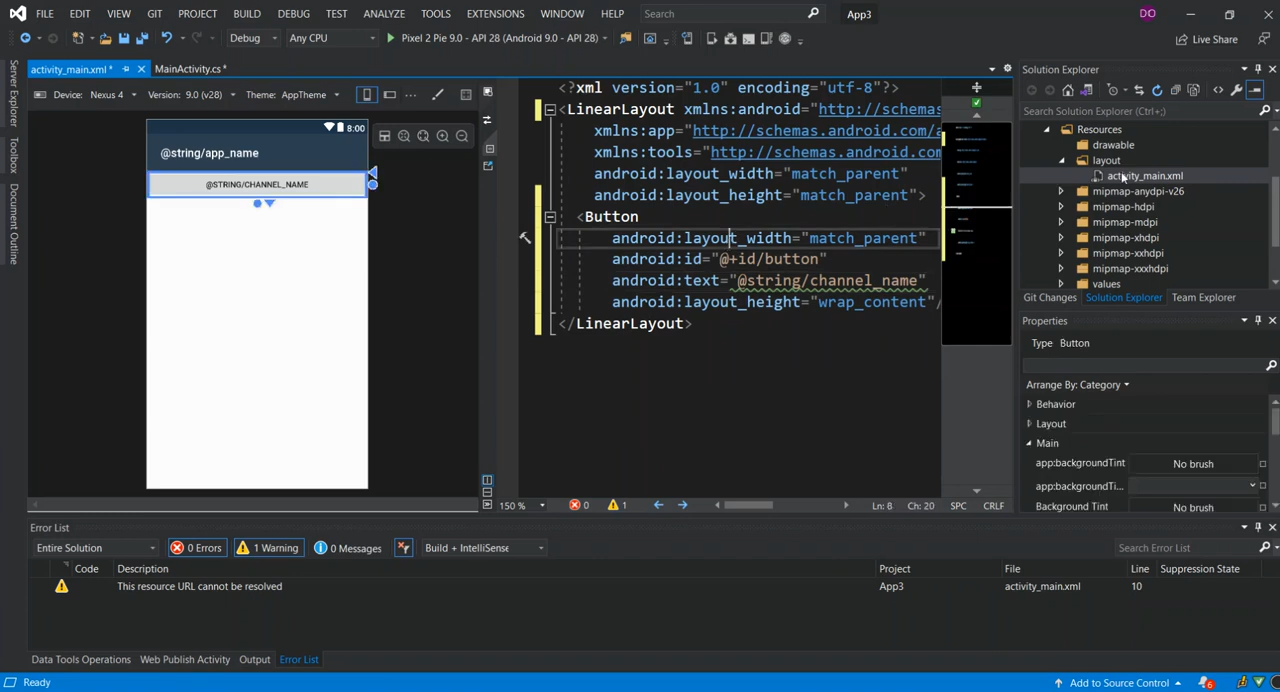 FILE EDIT VIEW GIT PROJECT BUILD DEBUG TEST ANALYZE TOOLS EXTENSIONS WINDOW HELP Search App3 DO
Debug Any CPU Pixel 2 Pie 9.0 - API 28 (Android 9.0 - API 28) Live Share
Server Explorer
Toolbox
Document Outline
activity_main.xml* MainActivity.cs*
Device: Nexus 4 Version: 9.0 (v28) Theme: AppTheme
8:00
@string/app_name
@STRING/CHANNEL_NAME
<?xml version="1.0" encoding="utf-8"?>
<LinearLayout xmlns:android="http://schemas
xmlns:app="http://schemas.android.com/a
xmlns:tools="http://schemas.android.com
android:layout_width="match_parent"
android:layout_height="match_parent">
<Button
android:layout_width="match_parent"
android:id="@+id/button"
android:text="@string/channel_name"
android:layout_height="wrap_content"/
</LinearLayout>
150 % 0 1 Ln: 8 Ch: 20 SPC CRLF
Solution Explorer
Search Solution Explorer (Ctrl+;)
Resources
drawable
layout
activity_main.xml
mipmap-anydpi-v26
mipmap-hdpi
mipmap-mdpi
mipmap-xhdpi
mipmap-xxhdpi
mipmap-xxxhdpi
values
Git Changes Solution Explorer Team Explorer
Properties
Type Button
Arrange By: Category
Behavior
Layout
Main
app:backgroundTint No brush
app:backgroundTi...
Background Tint No brush
Error List
Entire Solution 0 Errors 1 Warning 0 Messages Build + IntelliSense Search Error List
Code Description Project File Line Suppression State
This resource URL cannot be resolved App3 activity_main.xml 10
Data Tools Operations Web Publish Activity Output Error List
Ready Add to Source Control 6